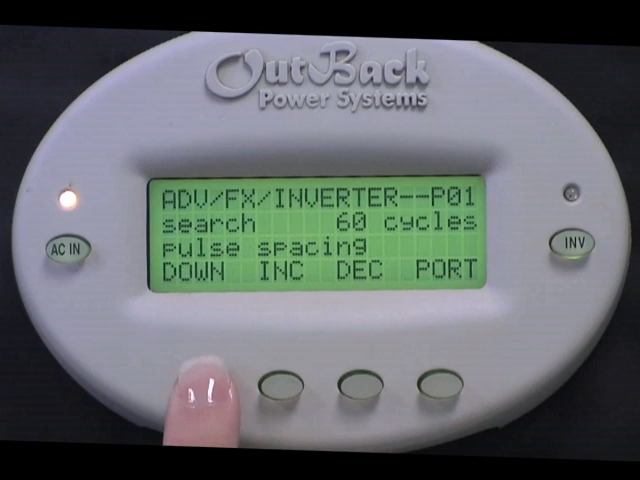 OutBack
Power Systems
ADV/FX/INVERTER--P01
search 60 cycles
pulse spacing
DOWN INC DEC PORT
AC IN
INV